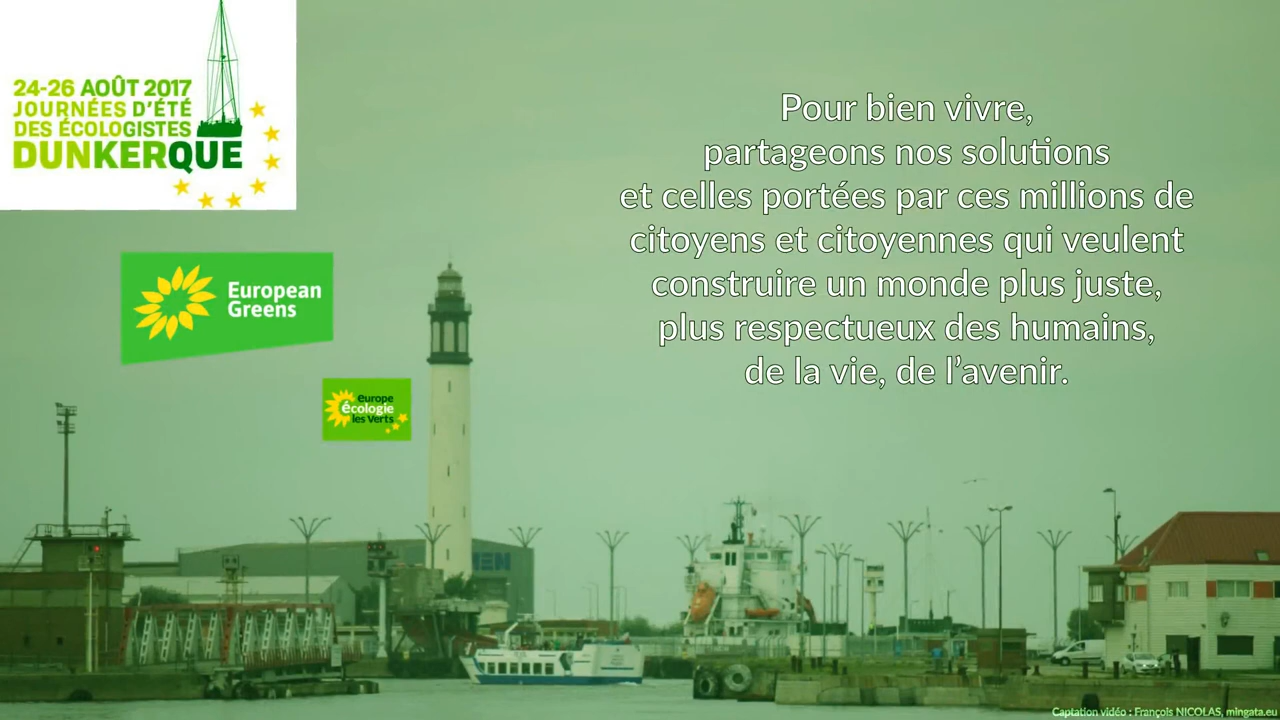 24-26 AOÛT 2017
JOURNÉES D'ÉTÉ
DES ÉCOLOGISTES
DUNKERQUE
Pour bien vivre,
partageons nos solutions
et celles portées par ces millions de
citoyens et citoyennes qui veulent
construire un monde plus juste,
plus respectueux des humains,
de la vie, de l’avenir.
European
Greens
europe
écologie
les Verts
Captation vidéo : François NICOLAS, mingata.eu